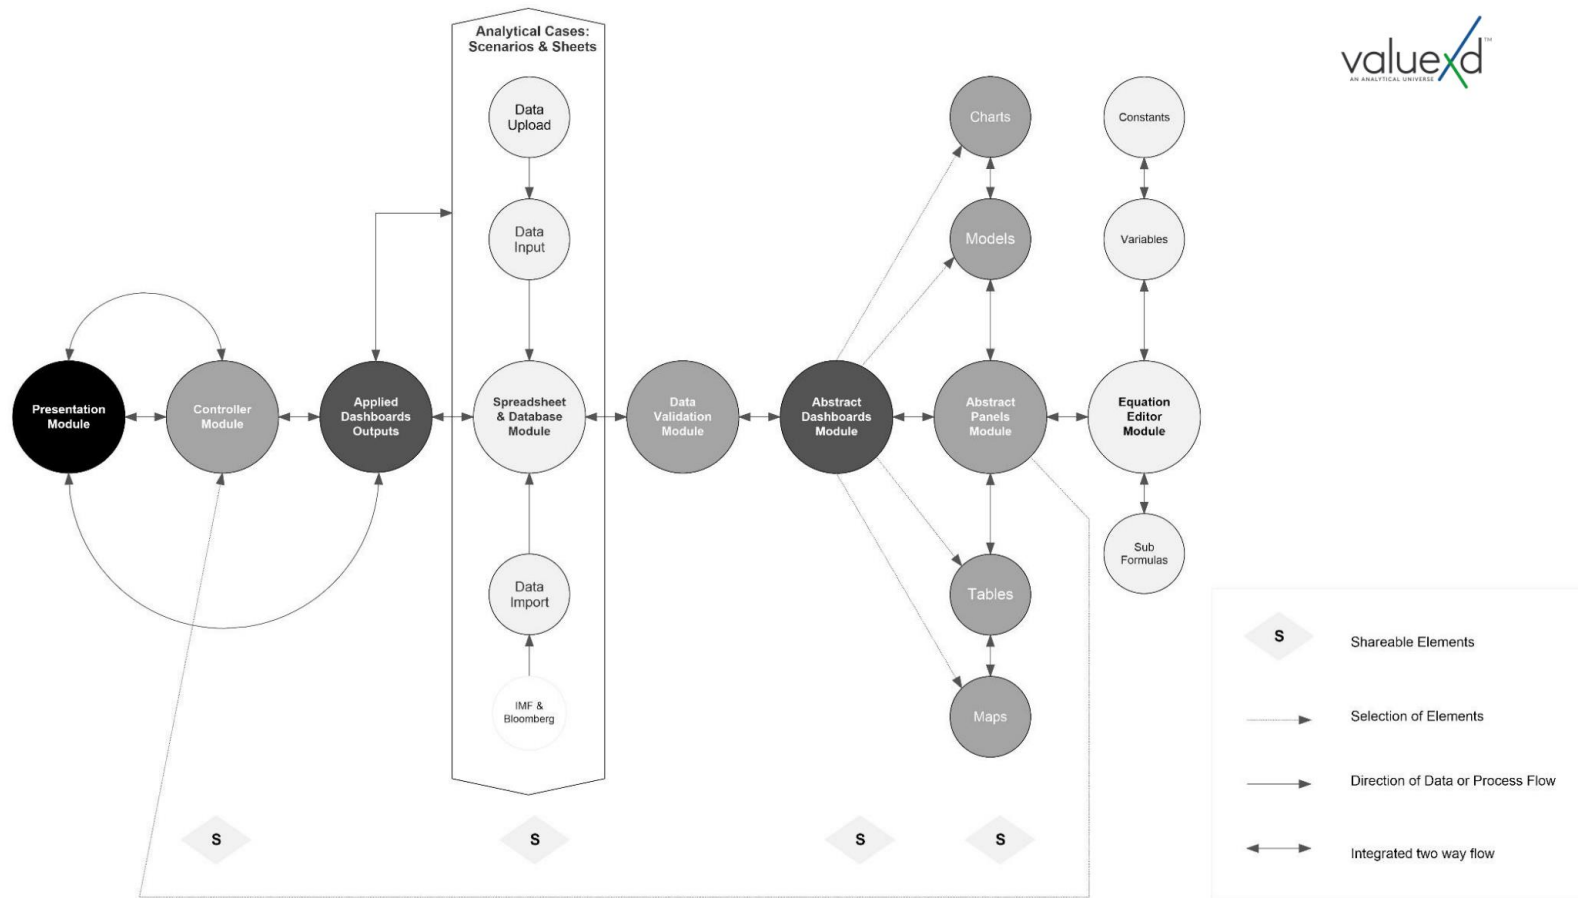 Analytical Cases:
Scenarios & Sheets
valuexd™
AN ANALYTICAL UNIVERSE
Data
Upload
Charts
Constants
Data
Input
Models
Variables
Presentation
Module
Controller
Module
Applied
Dashboards
Outputs
Spreadsheet
& Database
Module
Data
Validation
Module
Abstract
Dashboards
Module
Abstract
Panels
Module
Equation
Editor
Module
Sub
Formulas
Data
Import
Tables
IMF &
Bloomberg
Maps
S
S
S
S
S
Shareable Elements
Selection of Elements
Direction of Data or Process Flow
Integrated two way flow